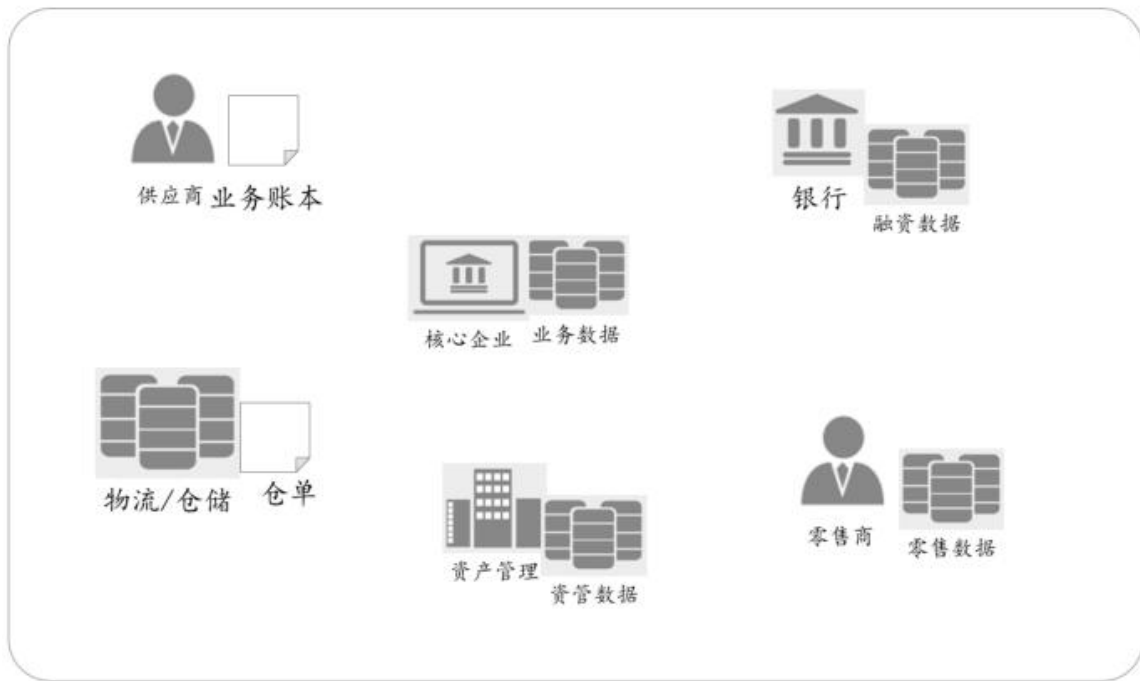 供应商 业务账本
银行
融资数据
核心企业 业务数据
物流/仓储 仓单
资产管理
资管数据
零售商 零售数据